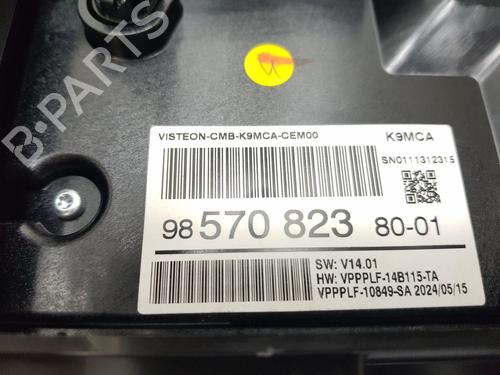 B-PARTS
VISTEON-CMB-K9MCA-CEM00
K9MCA
SN0111312315
98 570 823 80-01
SW: V14.01
HW: VPPPLF-14B115-TA
VPPPLF-10849-SA 2024/05/15